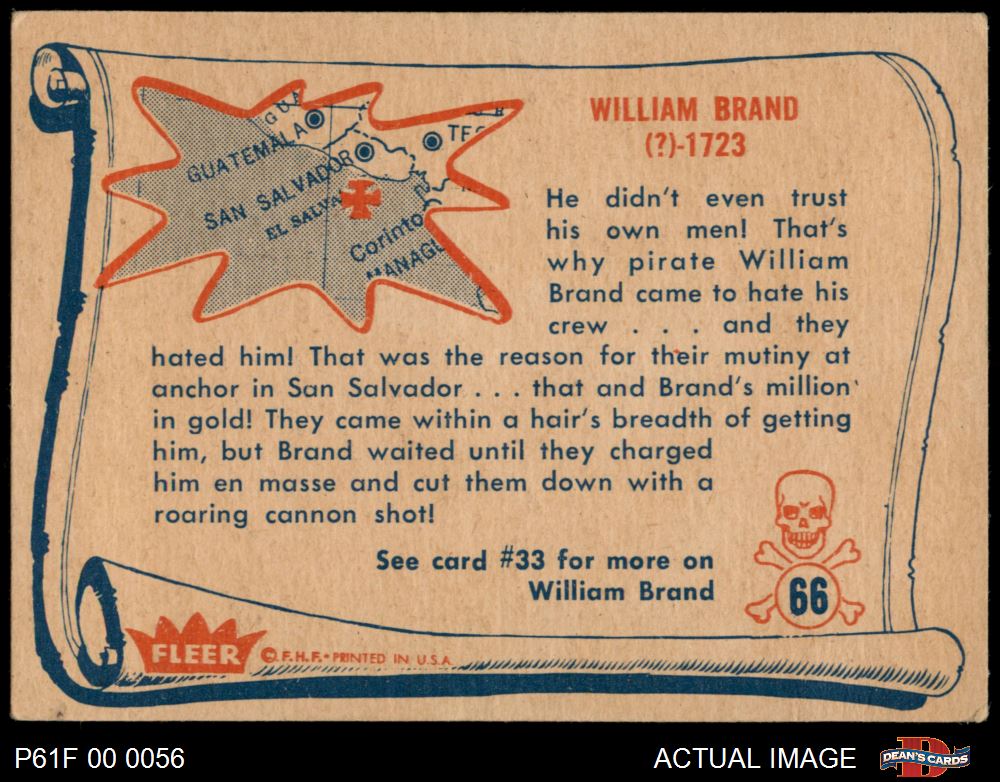 GUA
GUATEMALA
SAN SALVADOR
EL SALVA
Corinto
MANAGU
WILLIAM BRAND
(?)-1723
He didn't even trust
his own men! That's
why pirate William
Brand came to hate his
crew . . . and they
hated him! That was the reason for their mutiny at
anchor in San Salvador . . . that and Brand's million
in gold! They came within a hair's breadth of getting
him, but Brand waited until they charged
him en masse and cut them down with a
roaring cannon shot!
See card #33 for more on
William Brand
66
FLEER
© F.H.F. • PRINTED IN U.S.A.
P61F 00 0056
ACTUAL IMAGE
DEAN'S CARDS